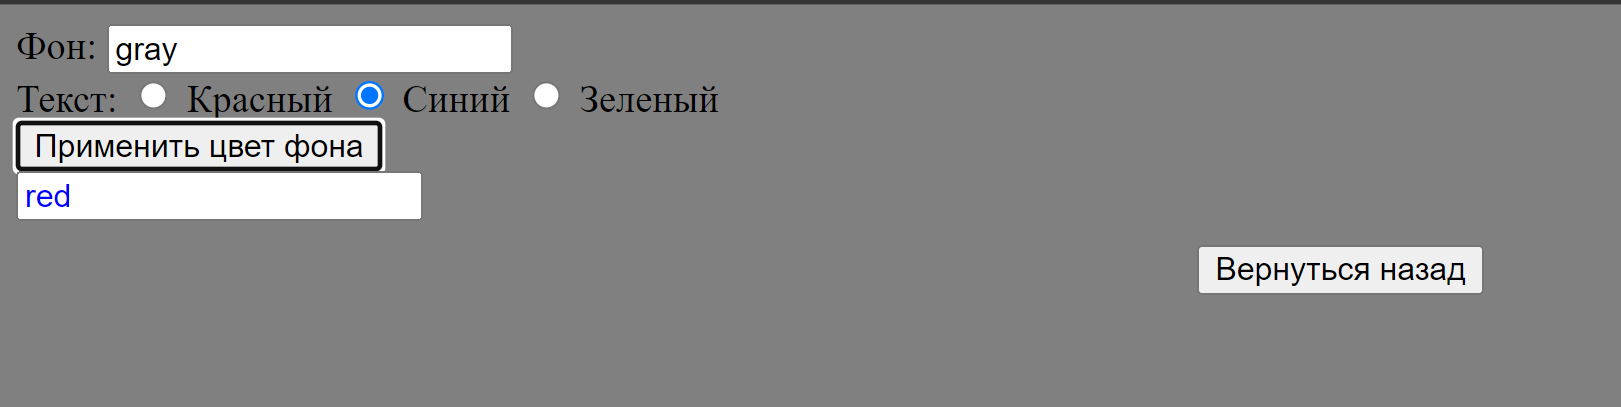 Фон: gray
Текст: Красный Синий Зеленый
Применить цвет фона
red
Вернуться назад